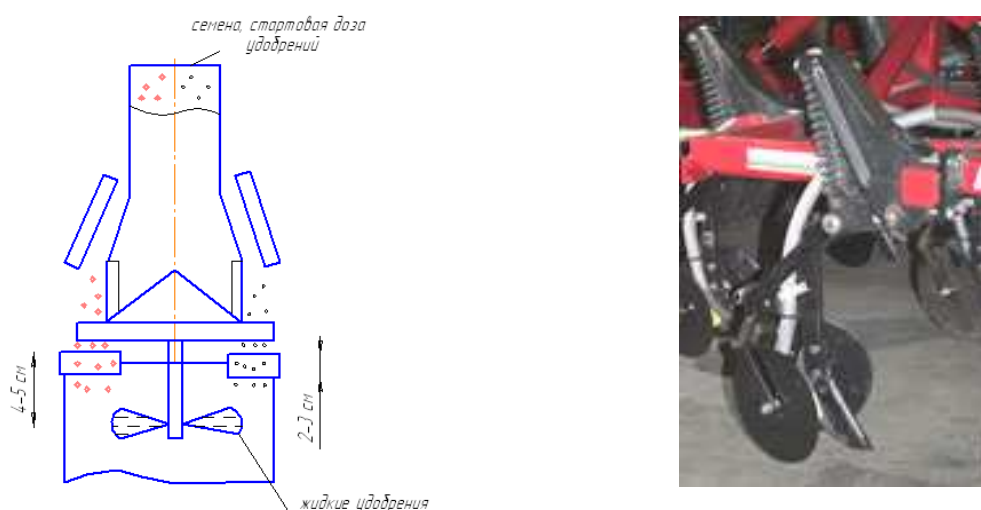 семена, стартовая доза
удобрений
4-5 см
2-3 см
жидкие удобрения